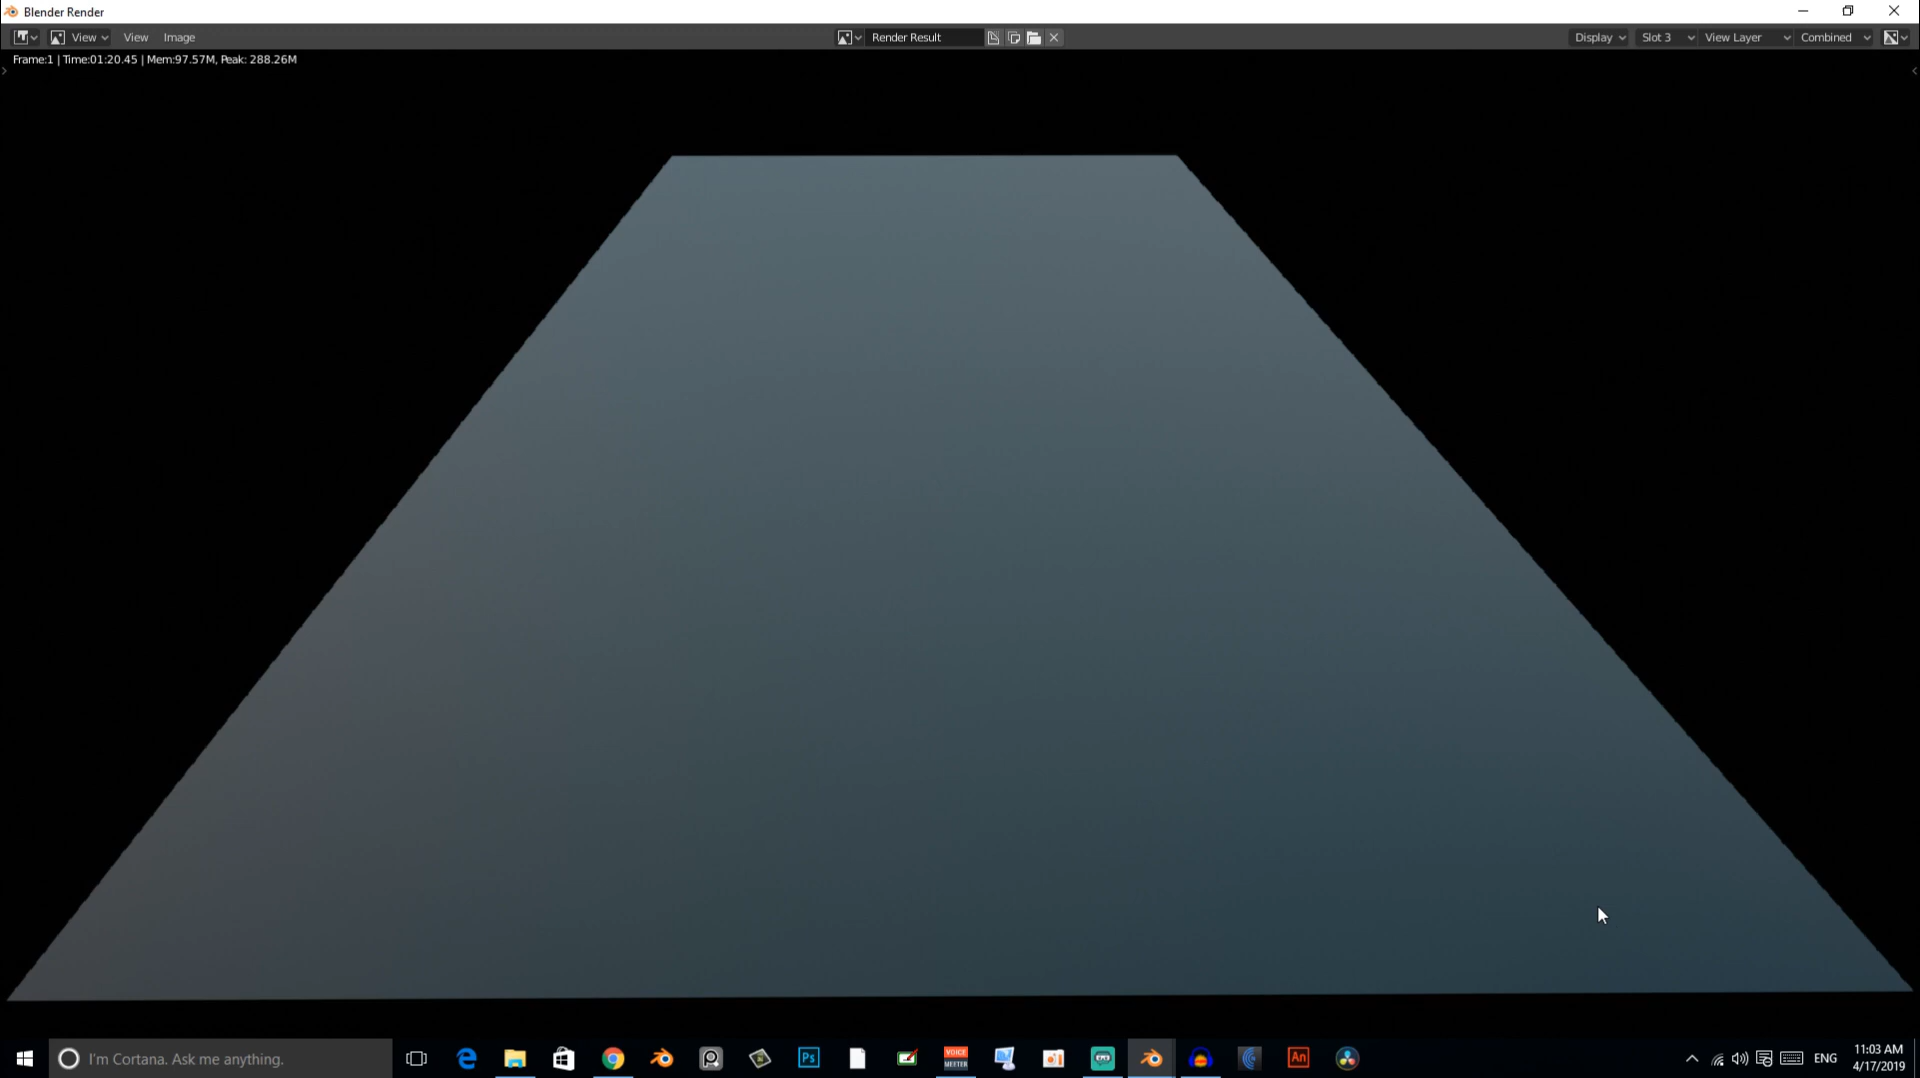 Blender Render
View View Image Render Result Display Slot 3 View Layer Combined
Frame:1 | Time:01:20.45 | Mem:97.57M, Peak: 288.26M
I'm Cortana. Ask me anything.
Ps
VOICE
MEETER
An
ENG
11:03 AM
4/17/2019